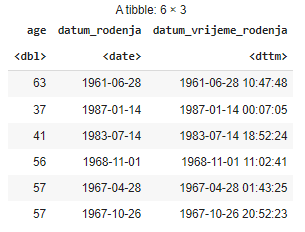 A tibble: 6 × 3
age datum_rodenja datum_vrijeme_rodenja
<dbl> <date> <dttm>
63 1961-06-28 1961-06-28 10:47:48
37 1987-01-14 1987-01-14 00:07:05
41 1983-07-14 1983-07-14 18:52:24
56 1968-11-01 1968-11-01 11:02:41
57 1967-04-28 1967-04-28 01:43:25
57 1967-10-26 1967-10-26 20:52:23